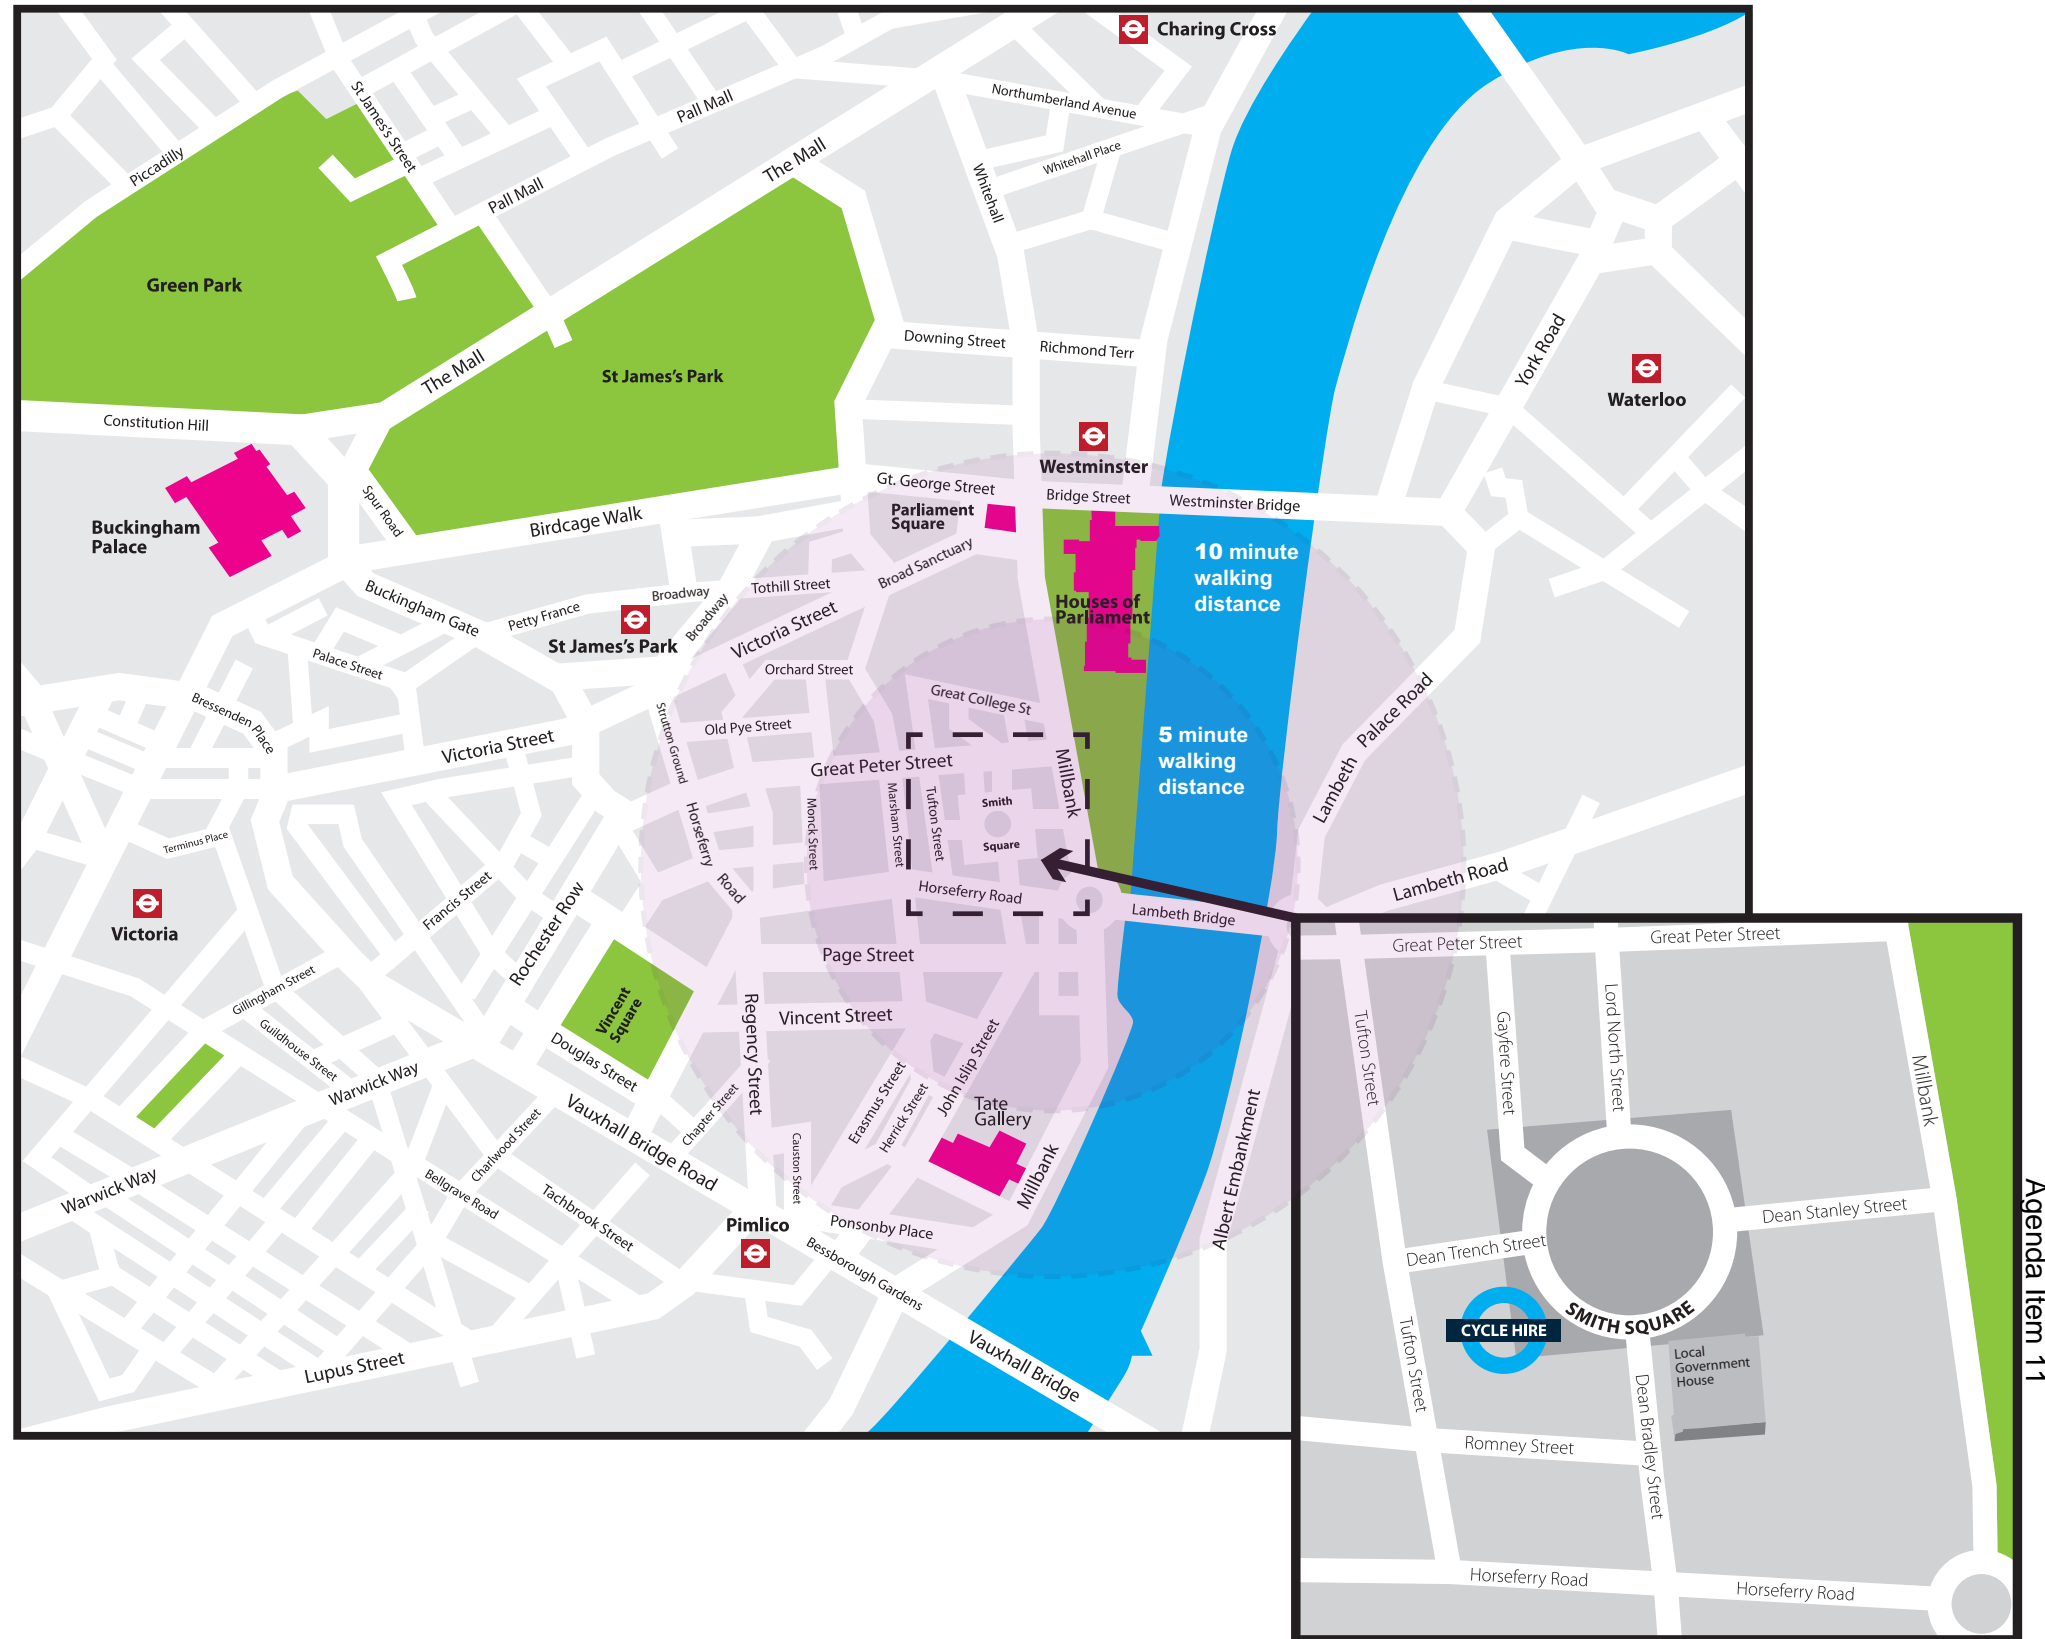 Charing Cross
St James's Street
Pall Mall
Northumberland Avenue
Piccadilly
The Mall
Whitehall Place
Pall Mall
Whitehall
Green Park
Downing Street
Richmond Terr
York Road
St James's Park
The Mall
Waterloo
Constitution Hill
Westminster
Gt. George Street
Bridge Street
Westminster Bridge
Spur Road
Parliament
Square
Birdcage Walk
Buckingham
Palace
Broad Sanctuary
10 minute
walking
distance
Tothill Street
Buckingham Gate
Petty France
Broadway
Broadway
Houses of
Parliament
Victoria Street
St James's Park
Palace Street
Orchard Street
Great College St
Bressenden Place
Strutton Ground
Old Pye Street
Palace Road
Lambeth
Victoria Street
5 minute
walking
distance
Great Peter Street
Millbank
Smith
Square
Monck Street
Marsham Street
Tufton Street
Horseferry
Road
Terminus Place
Francis Street
Horseferry Road
Lambeth Bridge
Lambeth Road
Victoria
Rochester Row
Page Street
Gillingham Street
Vincent
Square
Vincent Street
Regency Street
Guildhouse Street
Douglas Street
John Islip Street
Warwick Way
Erasmus Street
Herrick Street
Tate
Gallery
Chapter Street
Vauxhall Bridge Road
Charlwood Street
Causton Street
Millbank
Albert Embankment
Warwick Way
Bellgrave Road
Tachbrook Street
Pimlico
Ponsonby Place
Bessborough Gardens
Lupus Street
Vauxhall Bridge
Great Peter Street
Great Peter Street
Tufton Street
Gayfere Street
Lord North Street
Millbank
Dean Stanley Street
Dean Trench Street
SMITH SQUARE
CYCLE HIRE
Local
Government
House
Tufton Street
Dean Bradley Street
Romney Street
Horseferry Road
Horseferry Road
Agenda Item 11